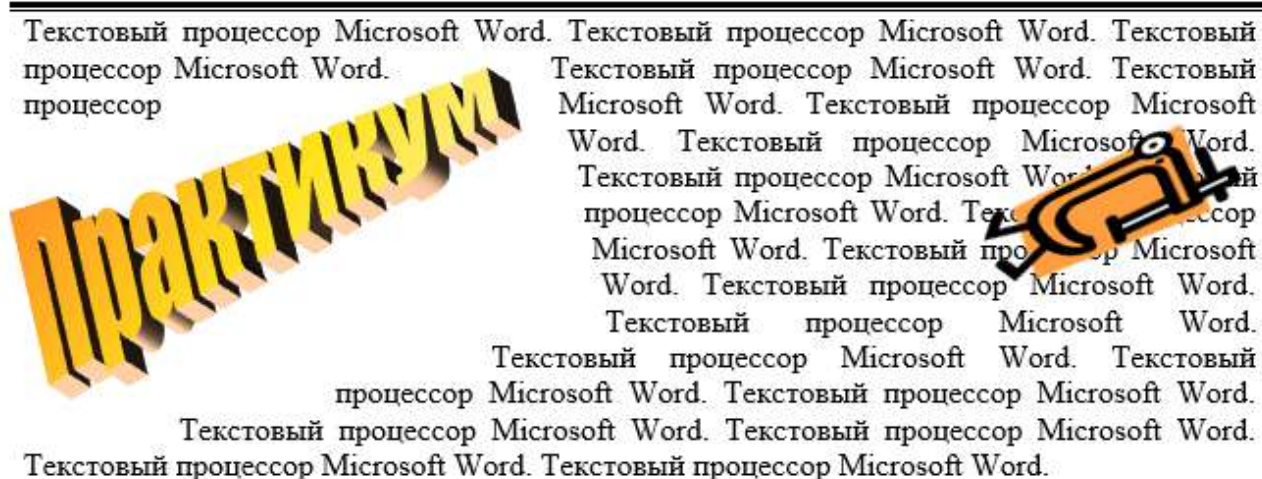 Текстовый процессор Microsoft Word. Текстовый процессор Microsoft Word. Текстовый
процессор Microsoft Word. Текстовый процессор Microsoft Word. Текстовый
процессор Microsoft Word. Текстовый процессор Microsoft
Практикум
Word. Текстовый процессор Microsoft Word.
Текстовый процессор Microsoft
процессор Microsoft Word.
Microsoft Word. Текстовый Microsoft
Word. Текстовый процессор Microsoft Word.
Текстовый процессор Microsoft Word.
Текстовый процессор Microsoft Word. Текстовый
процессор Microsoft Word. Текстовый процессор Microsoft Word.
Текстовый процессор Microsoft Word. Текстовый процессор Microsoft Word.
Текстовый процессор Microsoft Word. Текстовый процессор Microsoft Word.